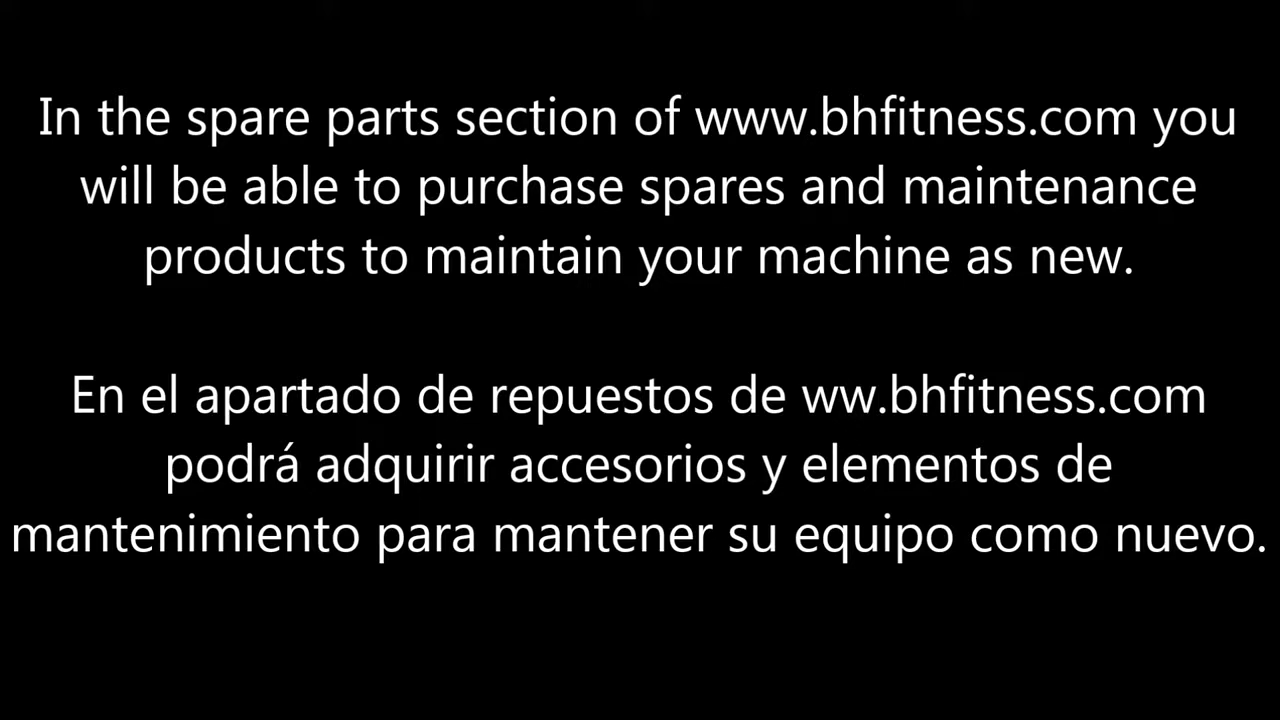 In the spare parts section of www.bhfitness.com you
will be able to purchase spares and maintenance
products to maintain your machine as new.
En el apartado de repuestos de ww.bhfitness.com
podrá adquirir accesorios y elementos de
mantenimiento para mantener su equipo como nuevo.